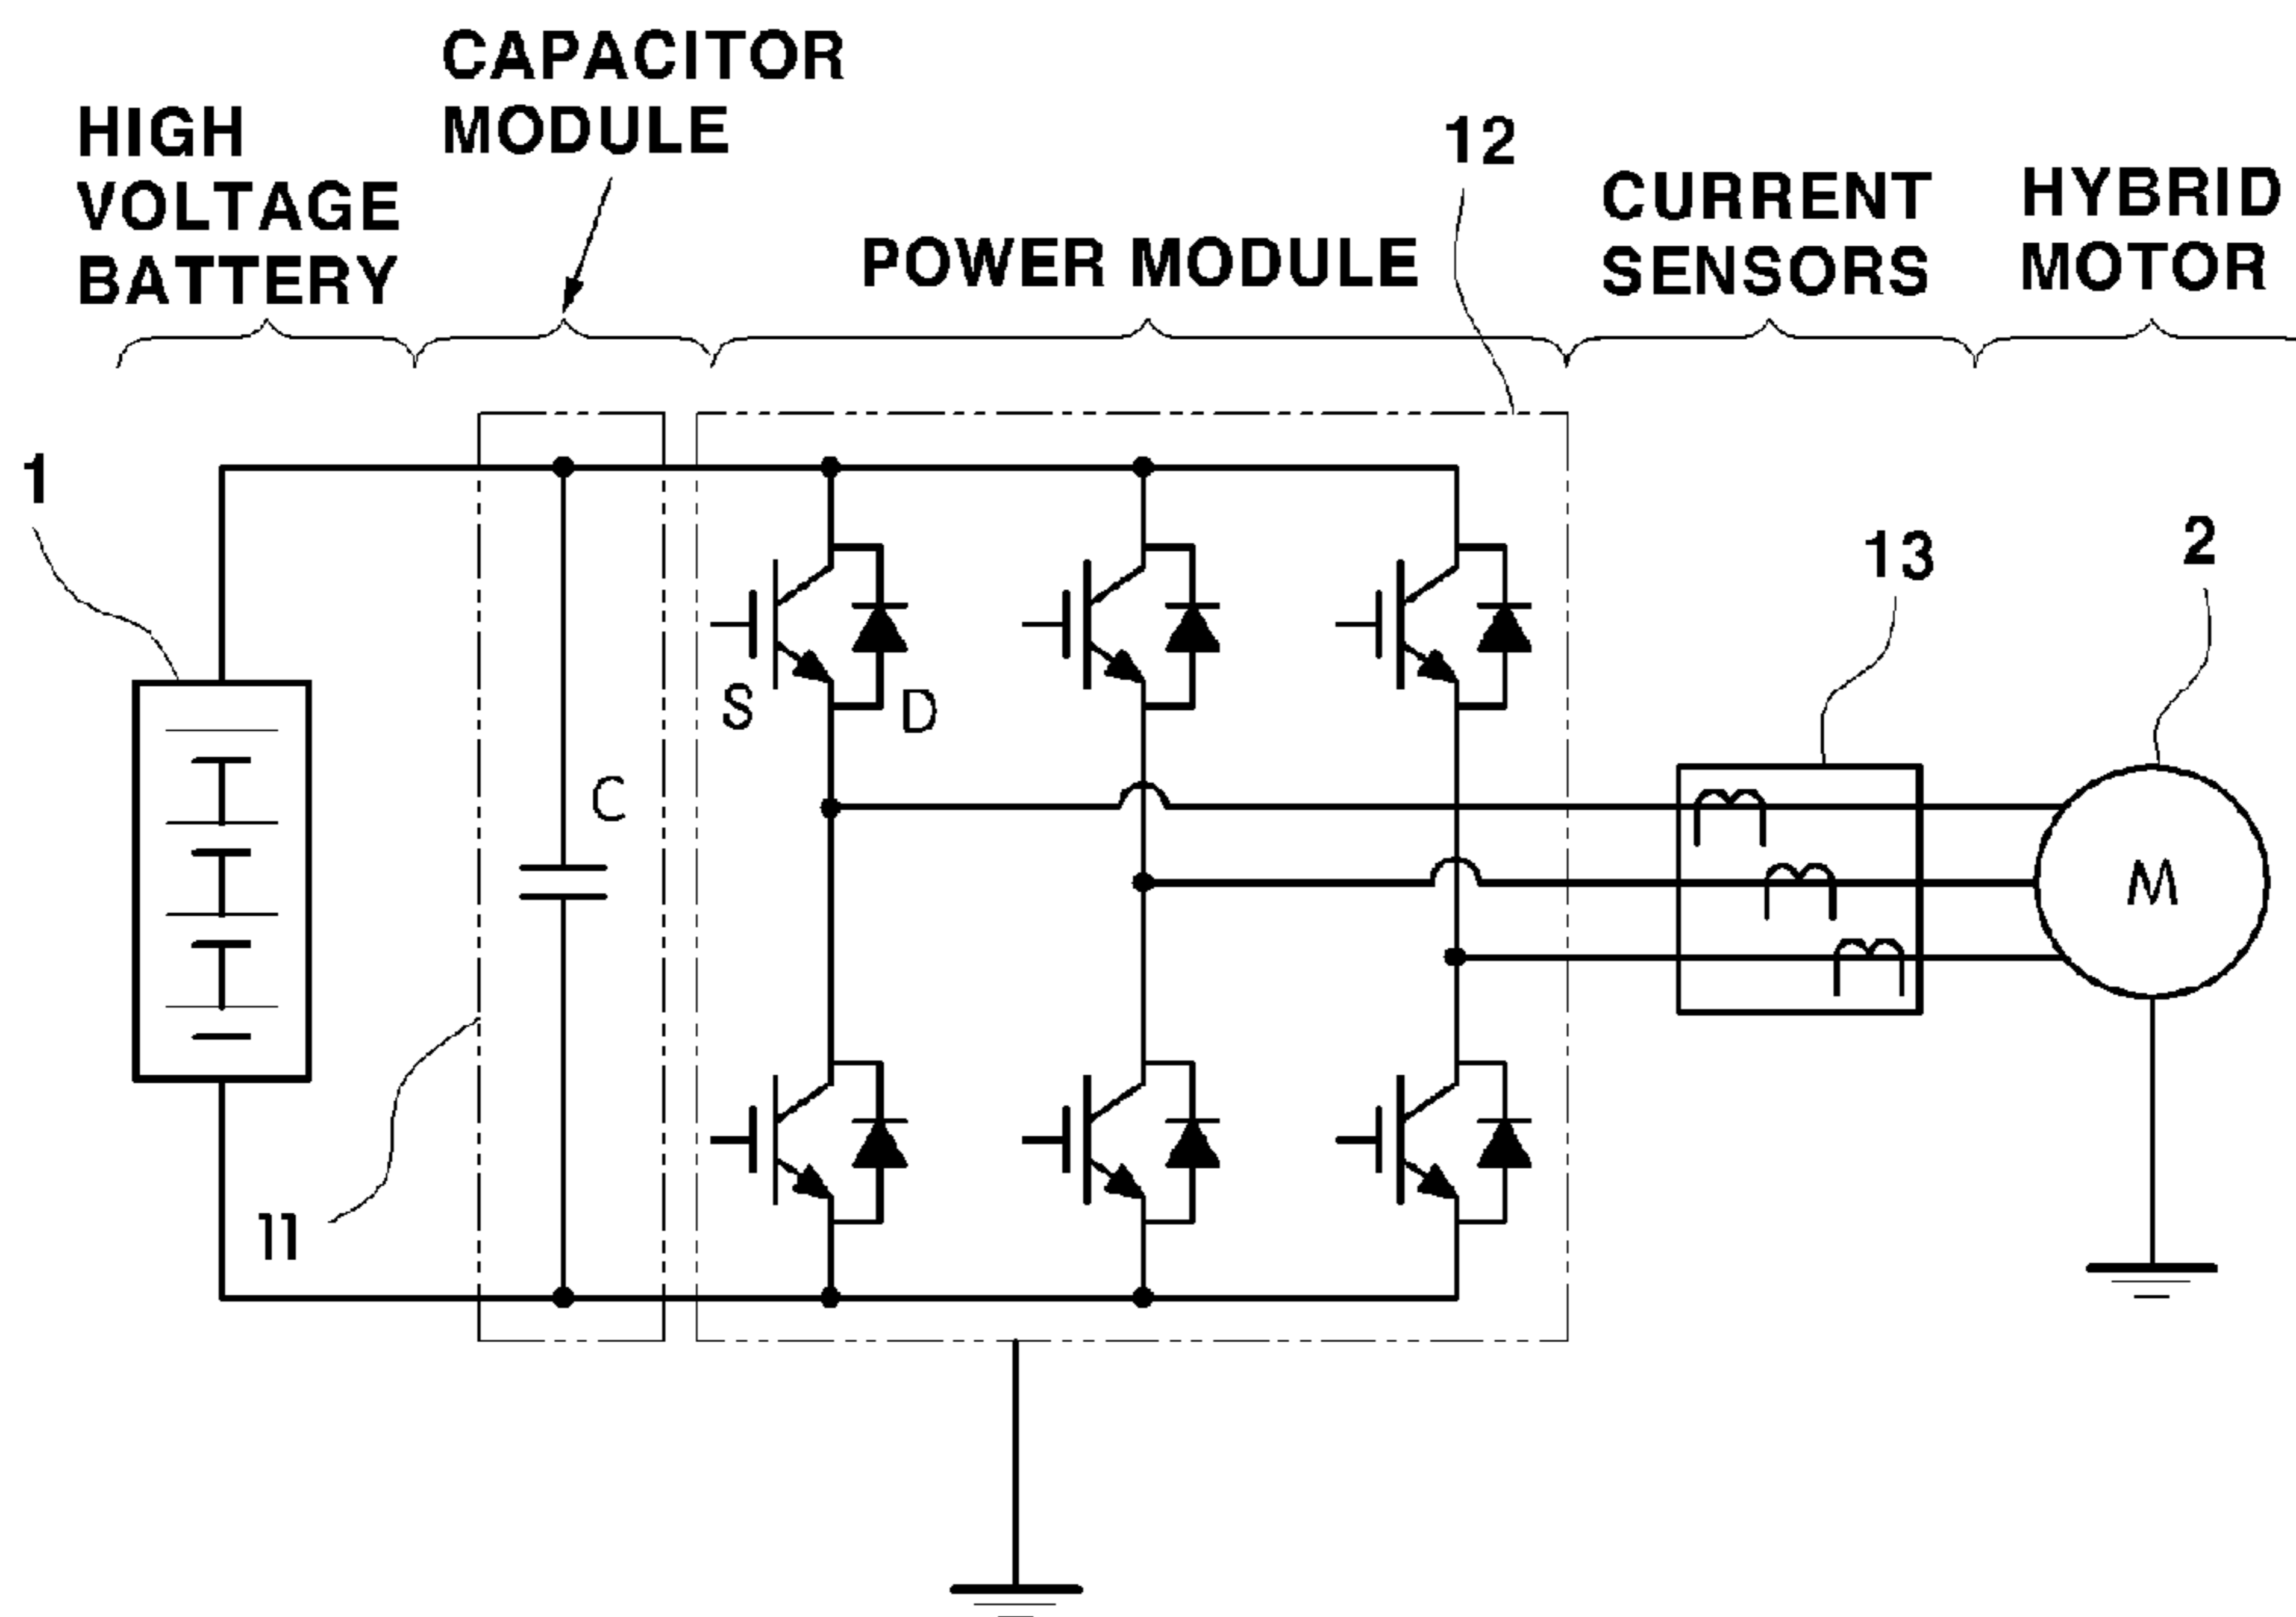 CAPACITOR
MODULE
HIGH
VOLTAGE
BATTERY
POWER MODULE
12
CURRENT
SENSORS
HYBRID
MOTOR
1
13
2
S
D
C
M
11